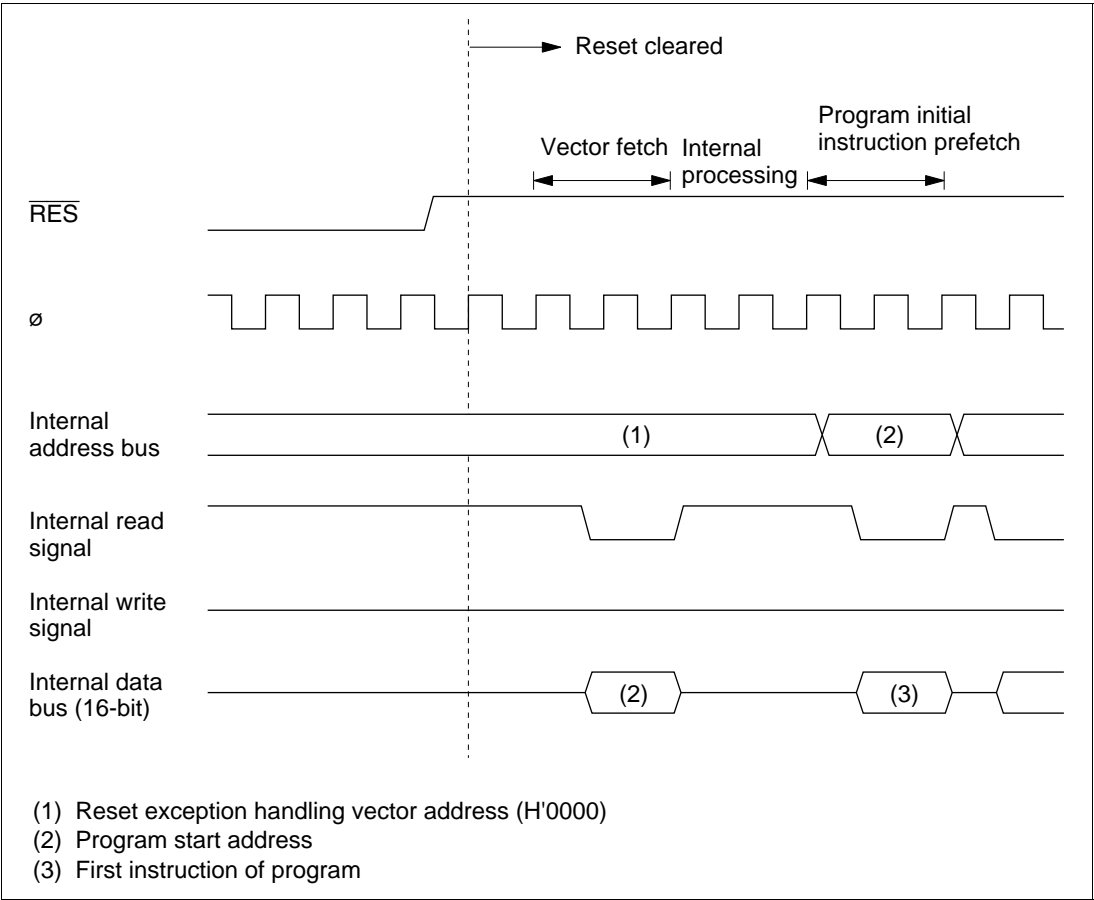 Reset cleared
Program initial
instruction prefetch
Vector fetch
Internal
processing
RES
ø
Internal
address bus
(1)
(2)
Internal read
signal
Internal write
signal
Internal data
bus (16-bit)
(2)
(3)
(1) Reset exception handling vector address (H'0000)
(2) Program start address
(3) First instruction of program